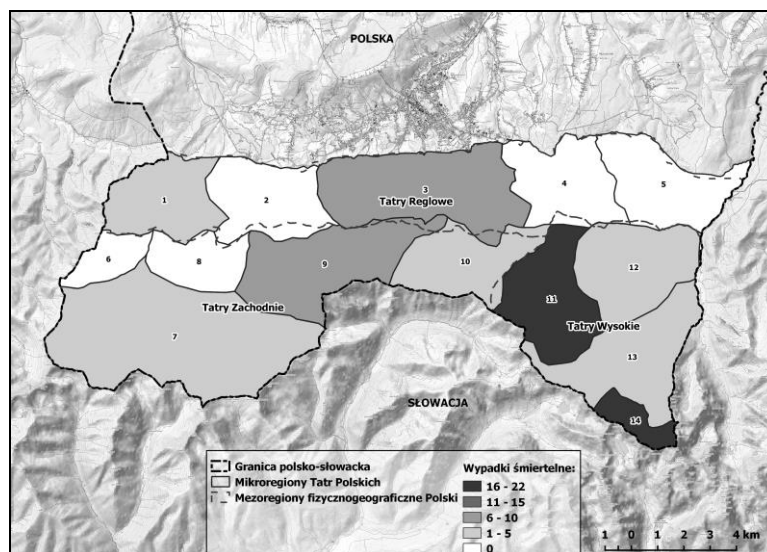 POLSKA
1
2
3
4
5
Tatry Reglowe
6
8
9
10
11
12
Tatry Zachodnie
Tatry Wysokie
7
13
14
SŁOWACJA
Granica polsko-słowacka
Mikroregiony Tatr Polskich
Mezoregiony fizycznogeograficzne Polski
Wypadki śmiertelne:
16 - 22
11 - 15
6 - 10
1 - 5
0
1 0 1 2 3 4 km